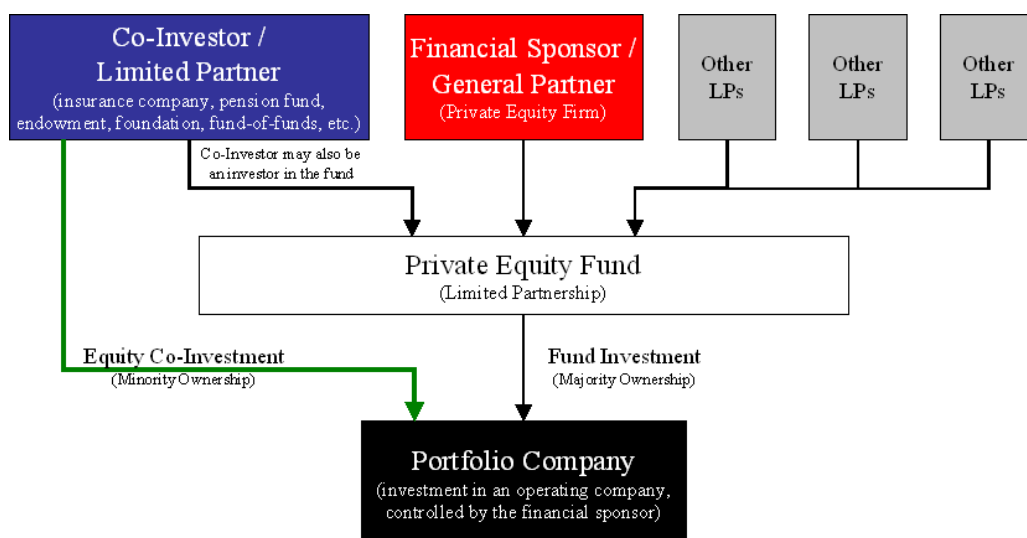 Co-Investor /
Limited Partner
(insurance company, pension fund,
endowment, foundation, fund-of-funds, etc.)
Financial Sponsor /
General Partner
(Private Equity Firm)
Other
LPs
Other
LPs
Other
LPs
Co-Investor may also be
an investor in the fund
Private Equity Fund
(Limited Partnership)
Equity Co-Investment
(Minority Ownership)
Fund Investment
(Majority Ownership)
Portfolio Company
(investment in an operating company,
controlled by the financial sponsor)